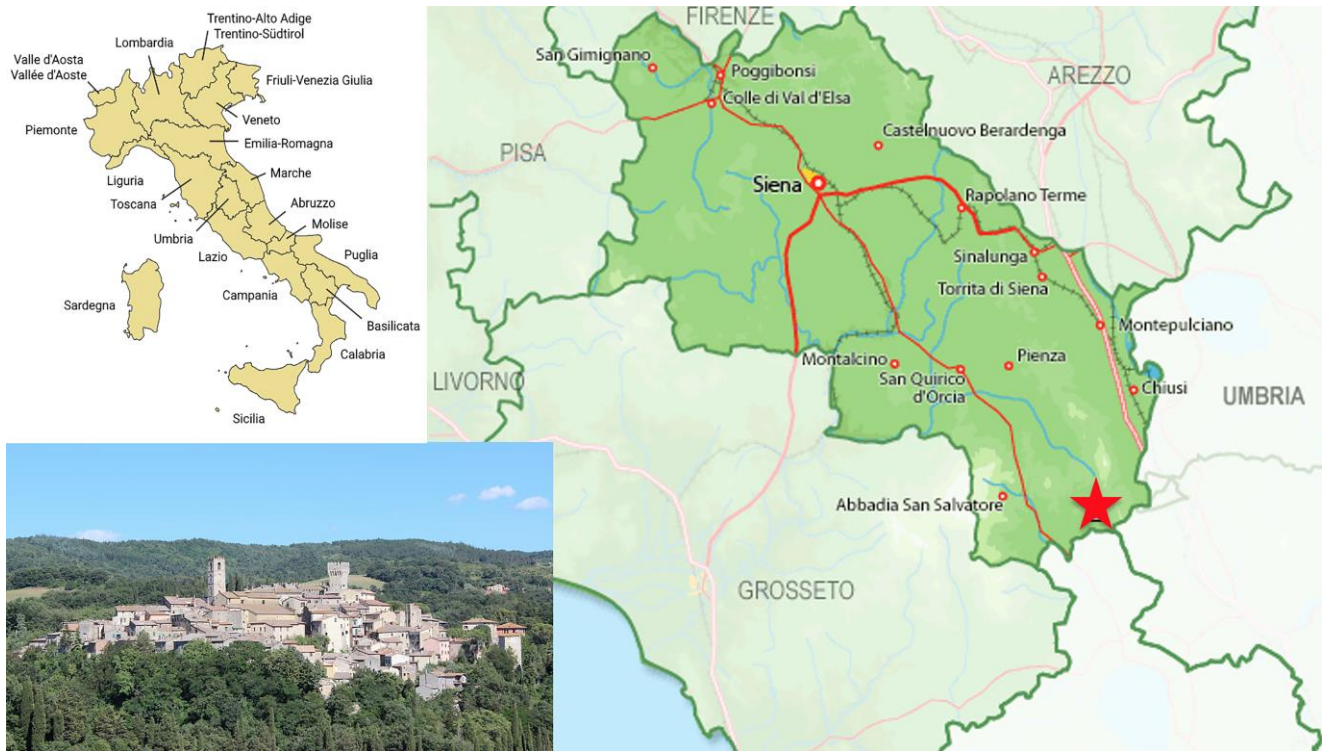 Trentino-Alto Adige
Trentino-Südtirol
Lombardia
Valle d'Aosta
Vallée d'Aoste
Friuli-Venezia Giulia
Veneto
Piemonte
Emilia-Romagna
Marche
Liguria
Toscana
Abruzzo
Molise
Umbria
Lazio
Puglia
Campania
Sardegna
Basilicata
Calabria
Sicilia
FIRENZE
San Gimignano
Poggibonsi
AREZZO
Colle di Val d'Elsa
Castelnuovo Berardenga
PISA
Siena
Rapolano Terme
Sinalunga
Torrita di Siena
Montepulciano
Montalcino
Pienza
San Quirico
d'Orcia
LIVORNO
Chiusi
UMBRIA
Abbadia San Salvatore
GROSSETO